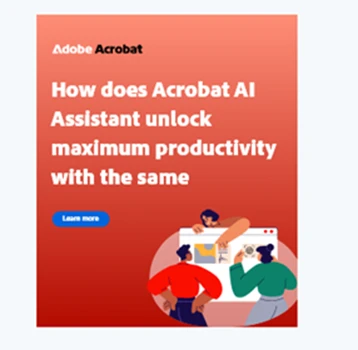 Adobe Acrobat
How does Acrobat AI
Assistant unlock
maximum productivity
with the same
Learn more